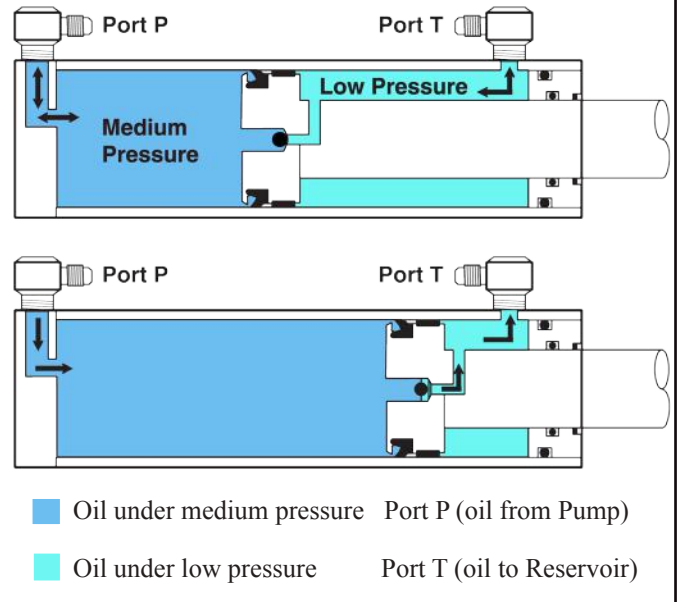 Port P Port T
Low Pressure
Medium
Pressure
Port P Port T
Oil under medium pressure Port P (oil from Pump)
Oil under low pressure Port T (oil to Reservoir)